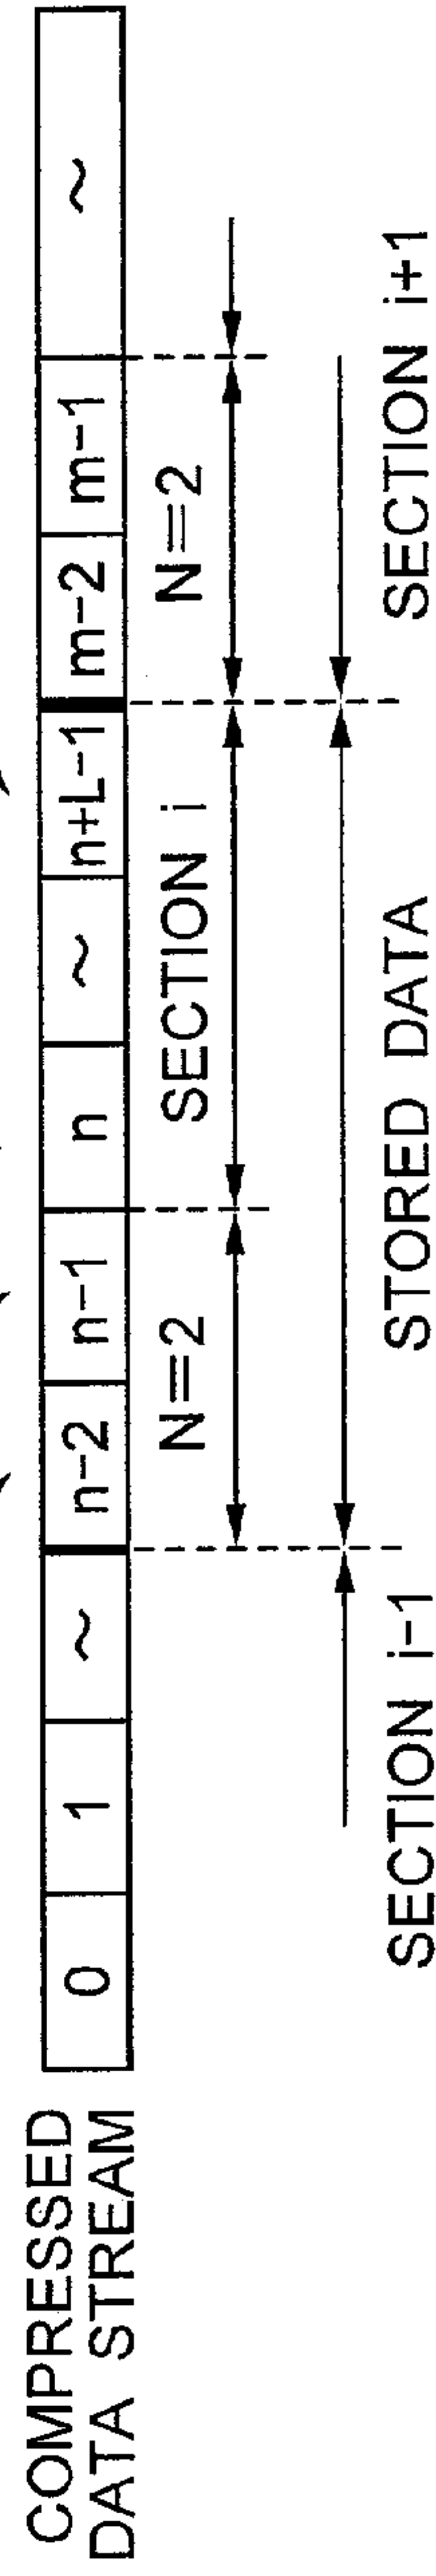 COMPRESSED
DATA STREAM
0 1 ~ n-2 n-1 n ~ n+L-1 m-2 m-1 ~
N=2 SECTION i N=2
SECTION i-1 STORED DATA SECTION i+1